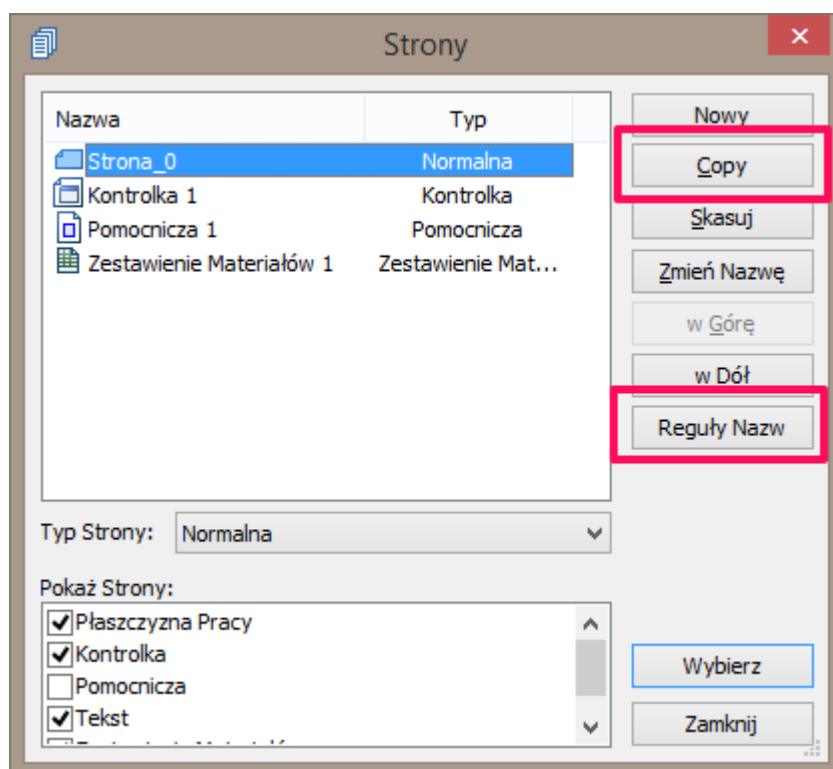 Strony
Nazwa Typ
Strona_0 Normalna
Kontrolka 1 Kontrolka
Pomocnicza 1 Pomocnicza
Zestawienie Materiałów 1 Zestawienie Mat...
Nowy
Copy
Skasuj
Zmień Nazwę
w Górę
w Dół
Reguły Nazw
Typ Strony: Normalna
Pokaż Strony:
Płaszczyzna Pracy
Kontrolka
Pomocnicza
Tekst
Wybierz
Zamknij